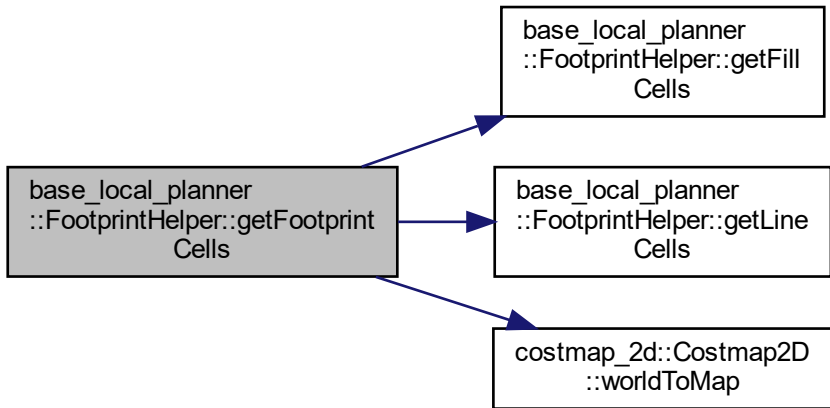 base_local_planner
::FootprintHelper::getFill
Cells
base_local_planner
::FootprintHelper::getFootprint
Cells
base_local_planner
::FootprintHelper::getLine
Cells
costmap_2d::Costmap2D
::worldToMap